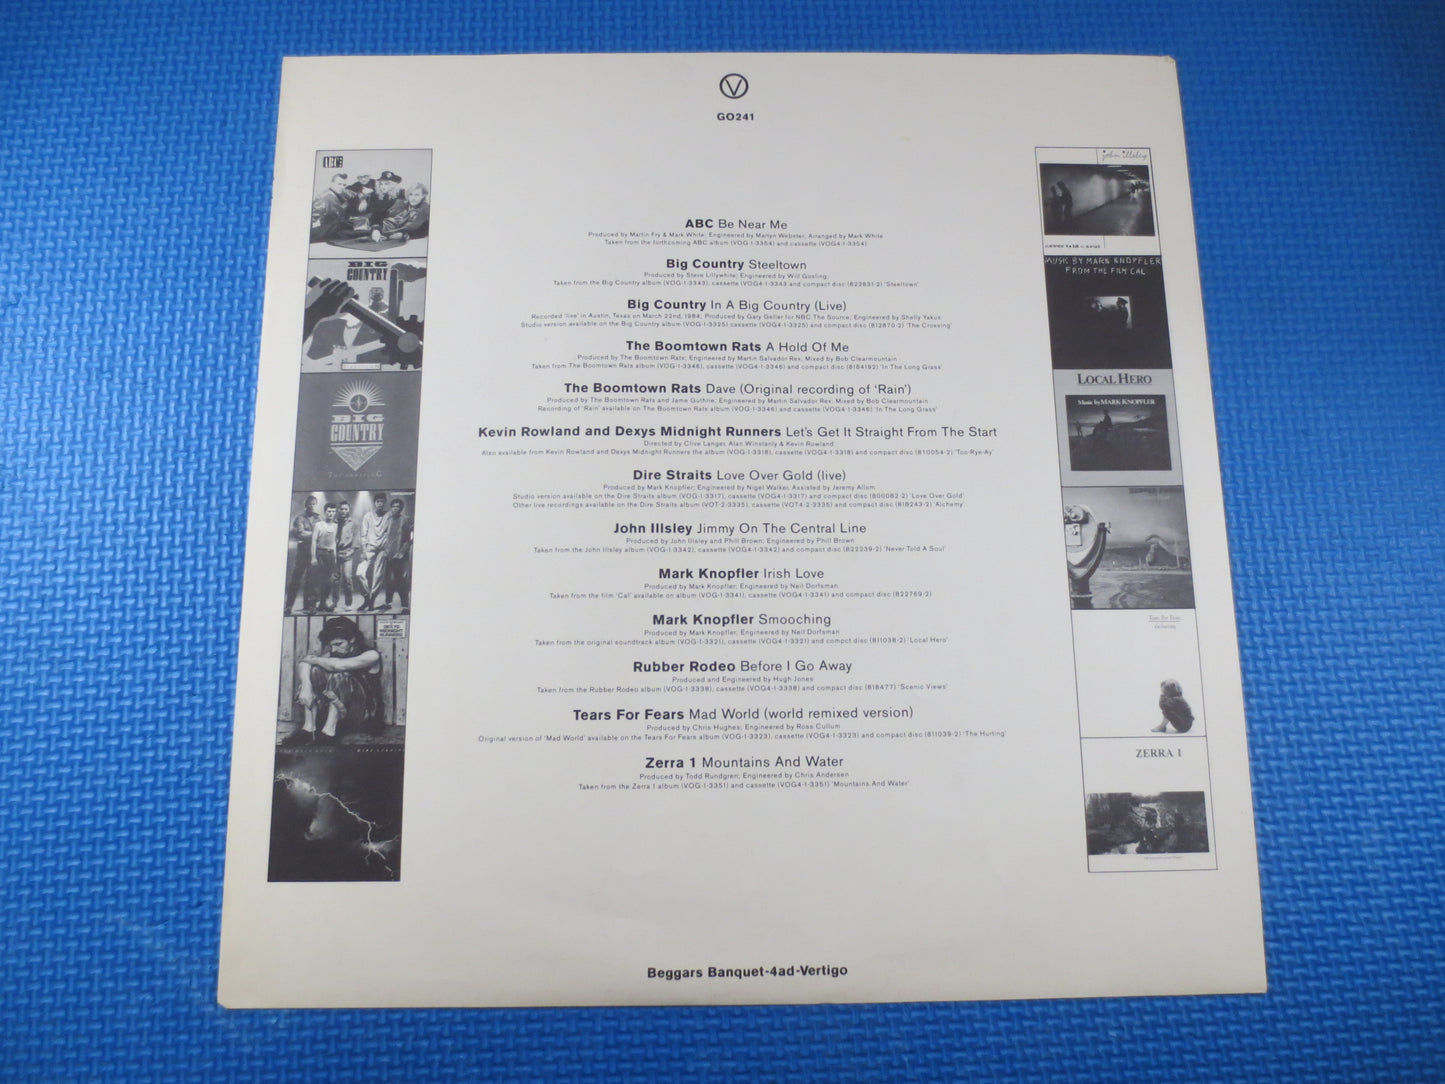 V
GO241
ABC Be Near Me
Produced by Martin Fry & Mark White; Engineered by Martyn Webster; Arranged by Mark White
Taken from the forthcoming ABC album (VOG-1-3354) and cassette (VOG4-1-3354)
Big Country Steeltown
Produced by Steve Lillywhite; Engineered by Will Gosling;
Taken from the Big Country album (VOG-1-3343), cassette (VOG4-1-3343 and compact disc (822831-2) 'Steeltown'
Big Country In A Big Country (Live)
Recorded 'live' in Austin, Texas on March 22nd, 1984; Produced by Gary Geller for NBC The Source; Engineered by Shelly Yakus
Studio version available on the Big Country album (VOG-1-3325) cassette (VOG4-1-3325) and compact disc (812870-2) 'The Crossing'
The Boomtown Rats A Hold Of Me
Produced by The Boomtown Rats; Engineered by Martin Salvador Rex; Mixed by Bob Clearmountain
Taken from The Boomtown Rats album (VOG-1-3346), cassette (VOG4-1-3346) and compact disc (8184192) 'In The Long Grass'
The Boomtown Rats Dave (Original recording of 'Rain')
Produced by The Boomtown Rats and Jame Guthrie; Engineered by Martin Salvador Rex; Mixed by Bob Clearmountain
Recording of 'Rain' available on The Boomtown Rats album (VOG-1-3346) and cassette (VOG4-1-3346) 'In The Long Grass'
Kevin Rowland and Dexys Midnight Runners Let's Get It Straight From The Start
Directed by Clive Langer, Alan Winstanly & Kevin Rowland
Also available from Kevin Rowland and Dexys Midnight Runners the album (VOG-1-3318), cassette (VOG4-1-3318) and compact disc (810054-2) 'Too-Rye-Ay'
Dire Straits Love Over Gold (live)
Produced by Mark Knopfler; Engineered by Nigel Walker, Assisted by Jeremy Allom
Studio version available on the Dire Straits album (VOG-1-3317), cassette (VOG4-1-3317) and compact disc (800082-2) 'Love Over Gold'
Other live recordings available on the Dire Straits album (VOT-2-3335), cassette (VOT4-2-3335) and compact disc (818243-2) 'Alchemy'
John Illsley Jimmy On The Central Line
Produced by John Illsley and Phill Brown; Engineered by Phill Brown
Taken from the John Illsley album (VOG-1-3342), cassette (VOG4-1-3342) and compact disc (822239-2) 'Never Told A Soul'
Mark Knopfler Irish Love
Produced by Mark Knopfler; Engineered by Neil Dorfsman
Taken from the film 'Cal' available on album (VOG-1-3341), cassette (VOG4-1-3341) and compact disc (822769-2)
Mark Knopfler Smooching
Produced by Mark Knopfler; Engineered by Neil Dorfsman
Taken from the original soundtrack album (VOG-1-3321), cassette (VOG4-1-3321) and compct disc (811038-2) 'Local Hero'
Rubber Rodeo Before I Go Away
Produced and Engineered by Hugh Jones
Taken from the Rubber Rodeo album (VOG-1-3338), cassette (VOG4-1-3338) and compact disc (818477) 'Scenic Views'
Tears For Fears Mad World (world remixed version)
Produced by Chris Hughes; Engineered by Ross Cullum
Original version of 'Mad World' available on the Tears For Fears album (VOG-1-3323), cassette (VOG4-1-3323) and compact disc (811039-2) 'The Hurting'
Zerra 1 Mountains And Water
Produced by Todd Rundgren; Engineered by Chris Andersen
Taken from the Zerra I album (VOG-1-3351) and cassette (VOG4-1-3351) 'Mountains And Water'
Beggars Banquet-4ad-Vertigo
ABC
BIG
COUNTRY
BIG
COUNTRY
DEXYS
MIDNIGHT
RUNNERS
DIRE STRAITS
john illsley
never told a soul
MUSIC BY MARK KNOPFLER
FROM THE FILM CAL
LOCAL HERO
Music by MARK KNOPFLER
Tears For Fears
the hurting
ZERRA 1